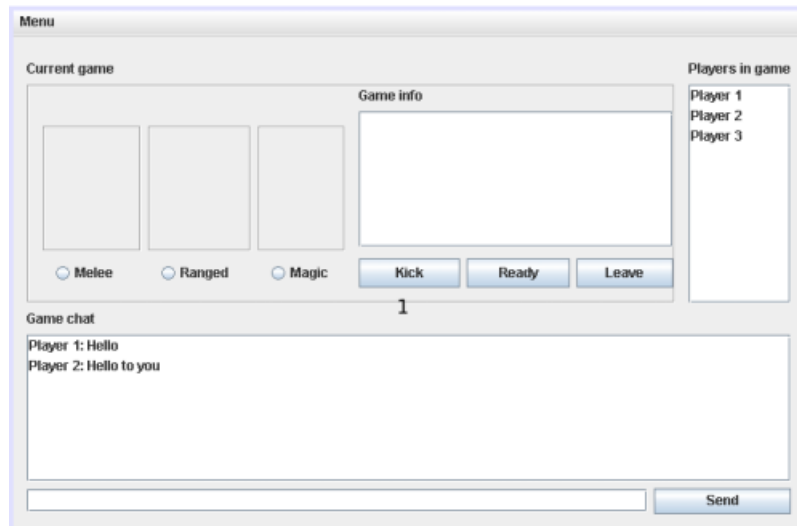 Menu
Current game
Players in game
Game info
Player 1
Player 2
Player 3
Melee
Ranged
Magic
Kick
Ready
Leave
1
Game chat
Player 1: Hello
Player 2: Hello to you
Send